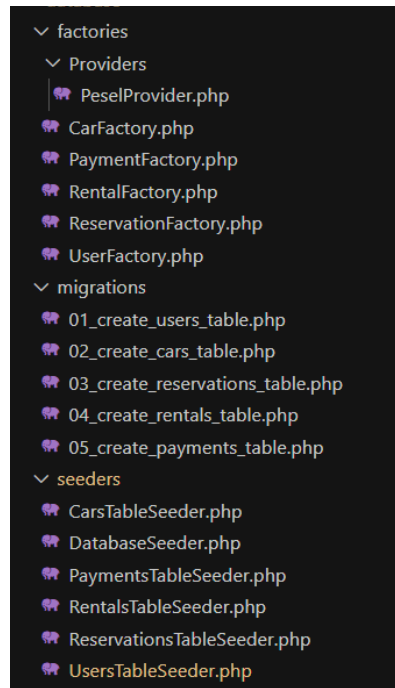 factories
Providers
PeselProvider.php
CarFactory.php
PaymentFactory.php
RentalFactory.php
ReservationFactory.php
UserFactory.php
migrations
01_create_users_table.php
02_create_cars_table.php
03_create_reservations_table.php
04_create_rentals_table.php
05_create_payments_table.php
seeders
CarsTableSeeder.php
DatabaseSeeder.php
PaymentsTableSeeder.php
RentalsTableSeeder.php
ReservationsTableSeeder.php
UsersTableSeeder.php